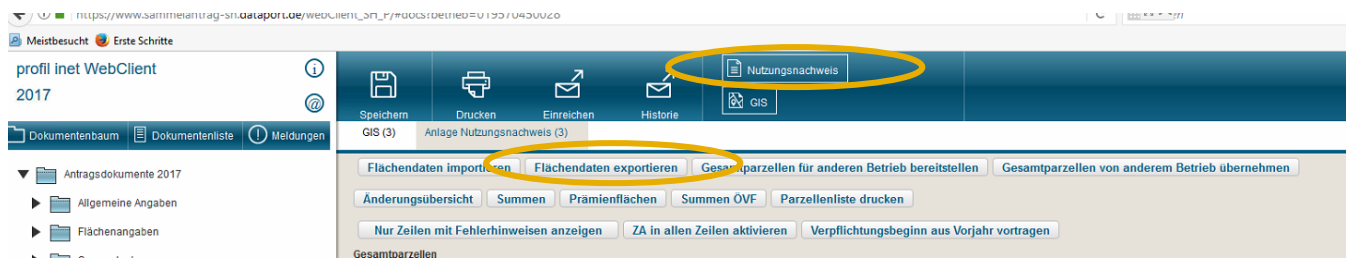 https://www.sammelantrag-sh.dataport.de/webClient_SH_P/#docs?betrieb=019570450028
Meistbesucht Erste Schritte
profil inet WebClient
2017
Speichern Drucken Einreichen Historie
Nutzungsnachweis
GIS
Dokumentenbaum Dokumentenliste Meldungen
GIS (3) Anlage Nutzungsnachweis (3)
Flächendaten importieren Flächendaten exportieren Gesamtparzellen für anderen Betrieb bereitstellen Gesamtparzellen von anderem Betrieb übernehmen
Antragsdokumente 2017
Änderungsübersicht Summen Prämienflächen Summen ÖVF Parzellenliste drucken
Allgemeine Angaben
Flächenangaben
Nur Zeilen mit Fehlerhinweisen anzeigen ZA in allen Zeilen aktivieren Verpflichtungsbeginn aus Vorjahr vortragen
Gesamtparzellen